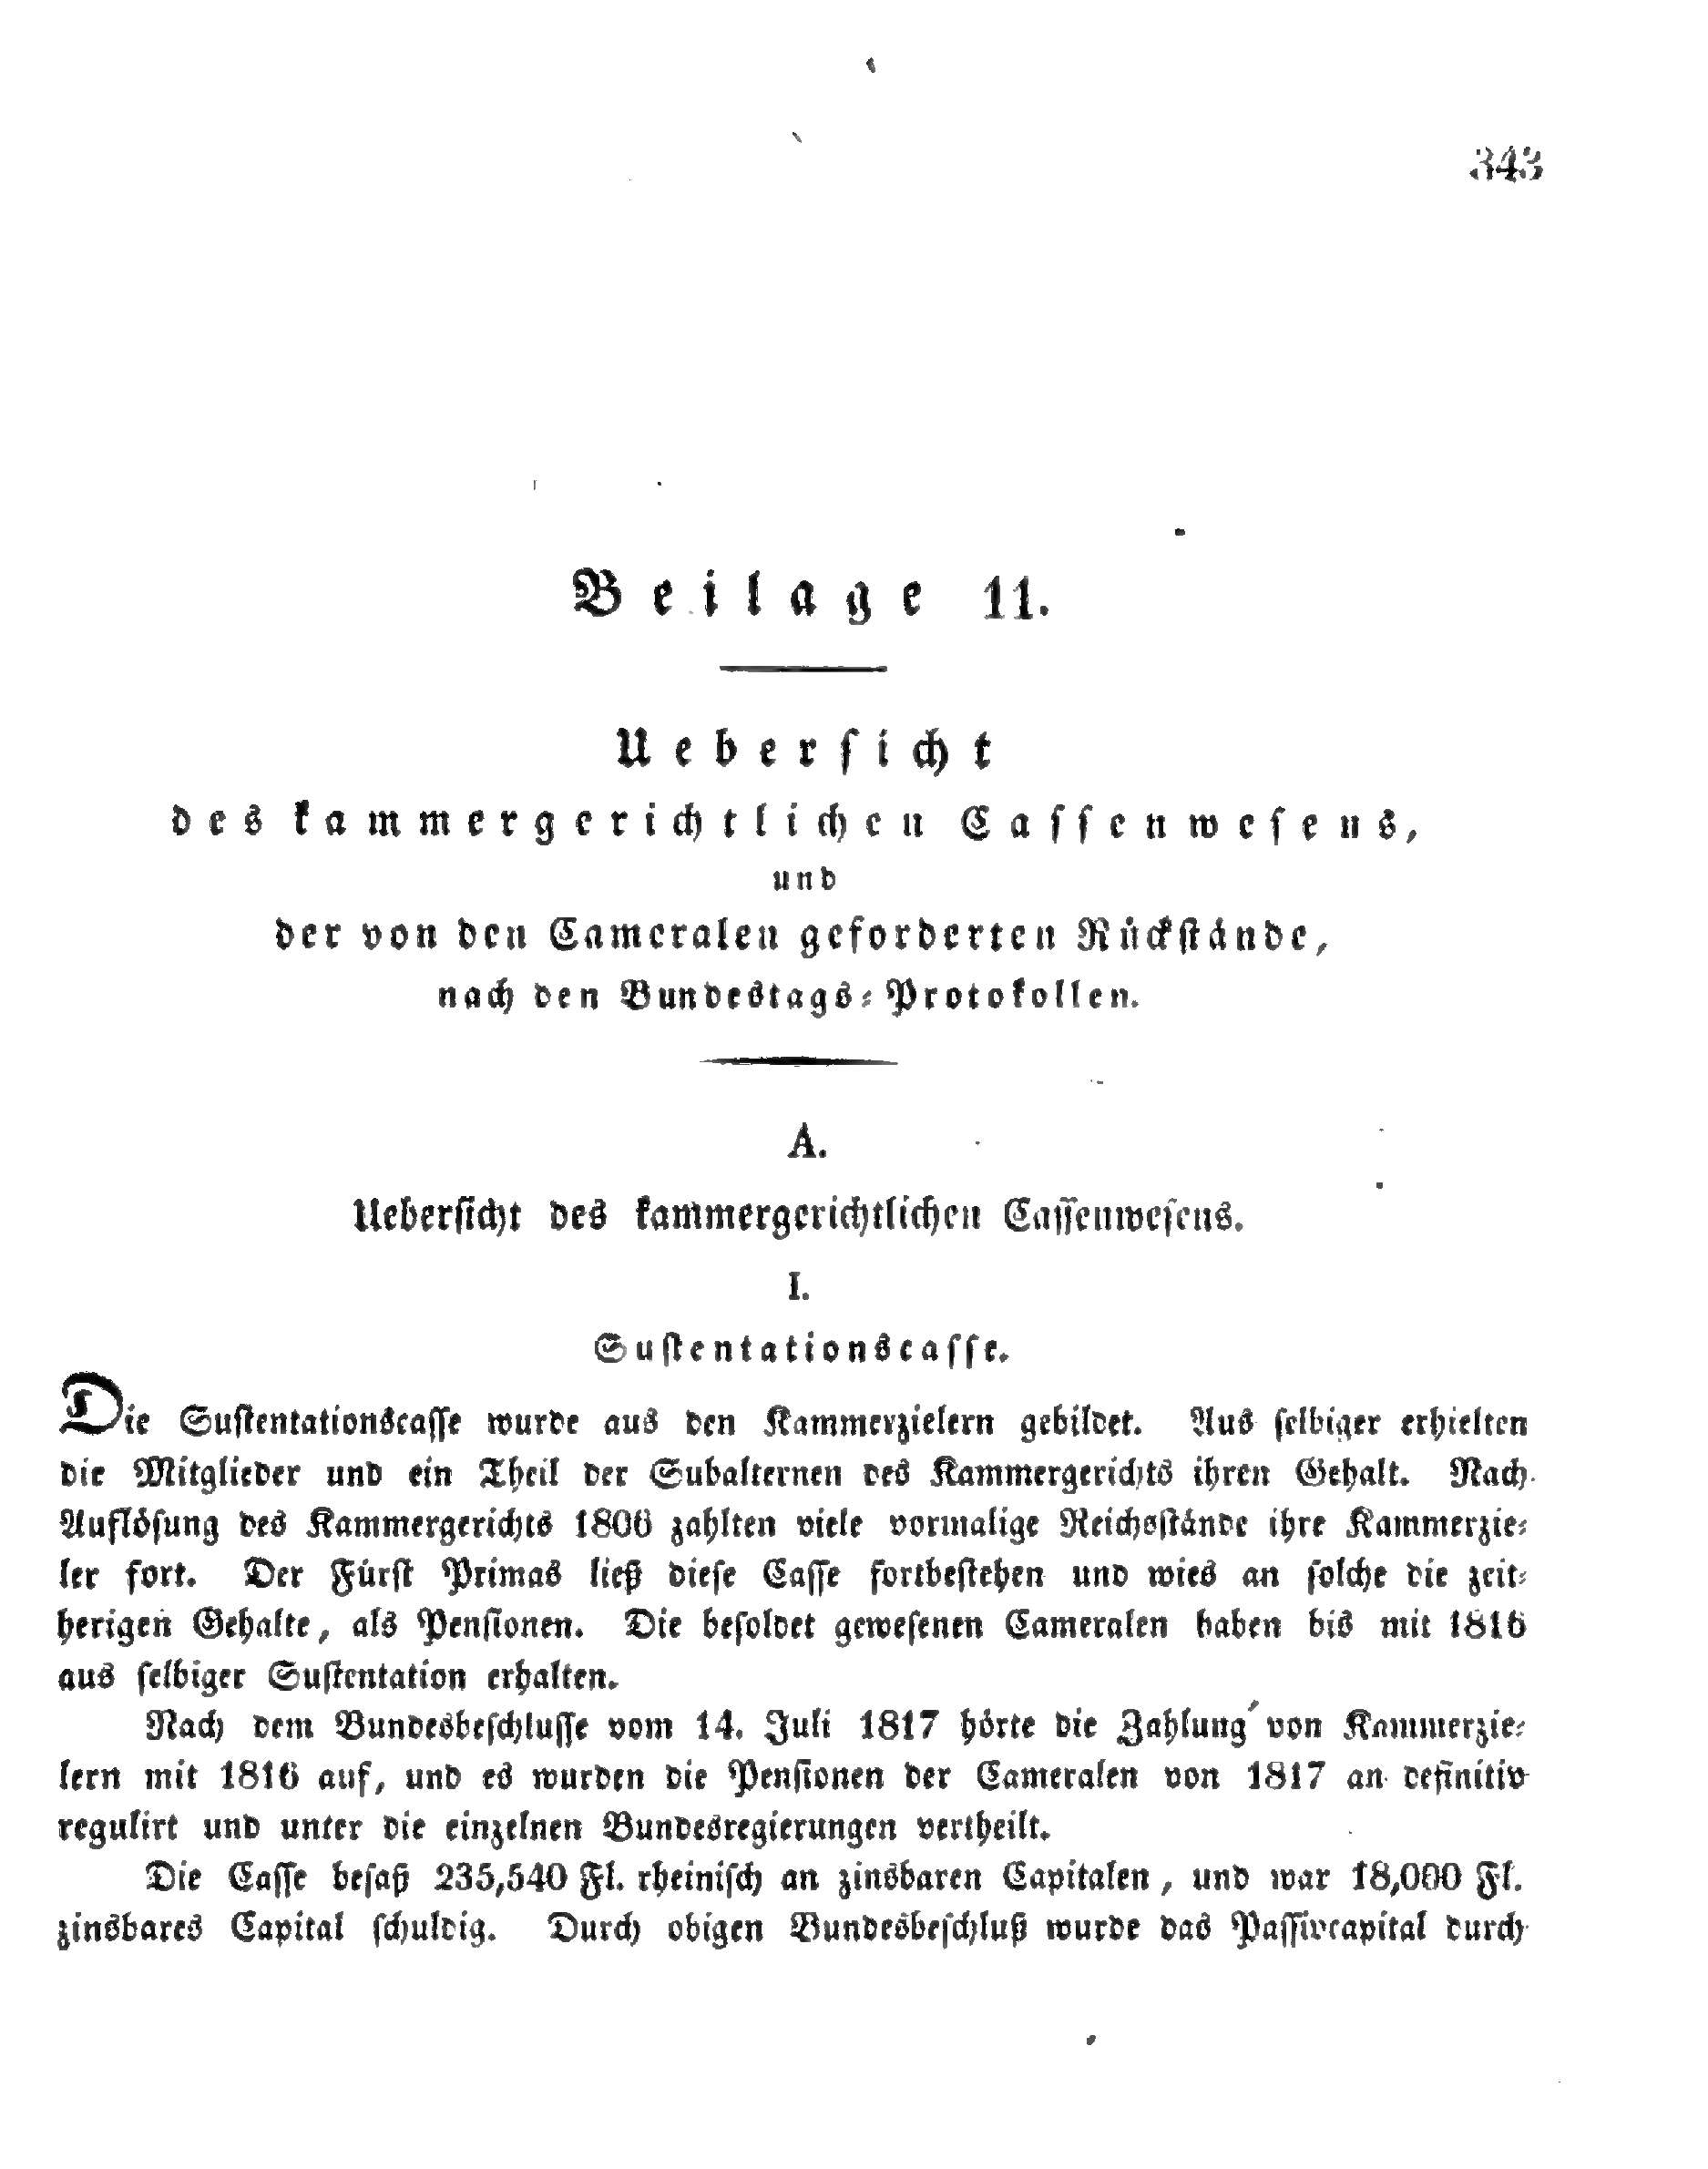 343
Beilage 11.
Uebersicht
des kammergerichtlichen Cassenwesens,
und
der von den Cameralen geforderten Rückstände,
nach den Bundestags-Protokollen.
A.
Uebersicht des kammergerichtlichen Cassenwesens.
I.
Sustentationscasse.
Die Sustentationscasse wurde aus den Kammerzielern gebildet. Aus selbiger erhielten
die Mitglieder und ein Theil der Subalternen des Kammergerichts ihren Gehalt. Nach
Auflösung des Kammergerichts 1806 zahlten viele vormalige Reichsstände ihre Kammerzie-
ler fort. Der Fürst Primas ließ diese Casse fortbestehen und wies an solche die zeit-
herigen Gehalte, als Pensionen. Die besoldet gewesenen Cameralen haben bis mit 1816
aus selbiger Sustentation erhalten.
Nach dem Bundesbeschlusse vom 14. Juli 1817 hörte die Zahlung von Kammerzie-
lern mit 1816 auf, und es wurden die Pensionen der Cameralen von 1817 an definitiv
regulirt und unter die einzelnen Bundesregierungen vertheilt.
Die Casse besaß 235,540 Fl. rheinisch an zinsbaren Capitalen, und war 18,000 Fl.
zinsbares Capital schuldig. Durch obigen Bundesbeschluß wurde das Passivcapital durch